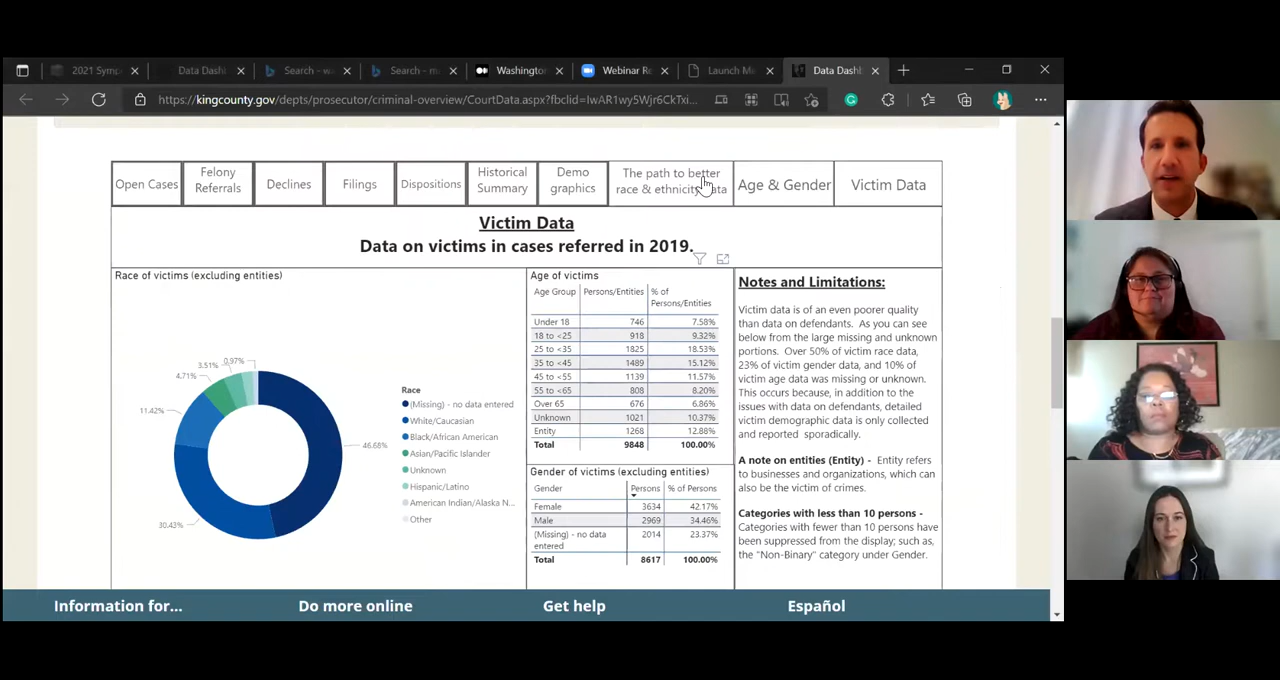 2021 Symp
Data Dashl
Search - wa
Search - m
Washington
Webinar Re
Launch Me
Data Dashb
https://kingcounty.gov/depts/prosecutor/criminal-overview/CourtData.aspx?fbclid=IwAR1wy5Wjr6CkTxi...
Open Cases
Felony
Referrals
Declines
Filings
Dispositions
Historical
Summary
Demo
graphics
The path to better
race & ethnicity data
Age & Gender
Victim Data
Victim Data
Data on victims in cases referred in 2019.
Race of victims (excluding entities)
0.97%
3.51%
4.71%
11.42%
30.43%
46.68%
Race
(Missing) - no data entered
White/Caucasian
Black/African American
Asian/Pacific Islander
Unknown
Hispanic/Latino
American Indian/Alaska N...
Other
Age of victims
Age Group Persons/Entities % of
Persons/Entities
Under 18 746 7.58%
18 to <25 918 9.32%
25 to <35 1825 18.53%
35 to <45 1489 15.12%
45 to <55 1139 11.57%
55 to <65 808 8.20%
Over 65 676 6.86%
Unknown 1021 10.37%
Entity 1268 12.88%
Total 9848 100.00%
Gender of victims (excluding entities)
Gender Persons % of Persons
Female 3634 42.17%
Male 2969 34.46%
(Missing) - no data
entered 2014 23.37%
Total 8617 100.00%
Notes and Limitations:
Victim data is of an even poorer quality
than data on defendants. As you can see
below from the large missing and unknown
portions. Over 50% of victim race data,
23% of victim gender data, and 10% of
victim age data was missing or unknown.
This occurs because, in addition to the
issues with data on defendants, detailed
victim demographic data is only collected
and reported sporadically.
A note on entities (Entity) - Entity refers
to businesses and organizations, which can
also be the victim of crimes.
Categories with less than 10 persons -
Categories with fewer than 10 persons have
been suppressed from the display; such as,
the "Non-Binary" category under Gender.
Information for...
Do more online
Get help
Español